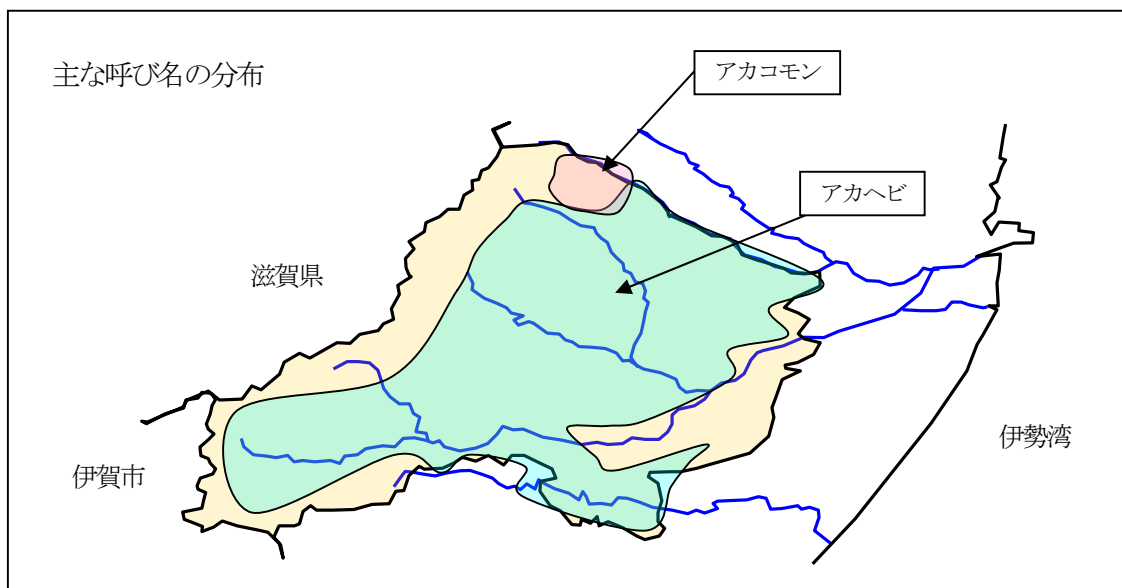 主な呼び名の分布
アカコモン
アカヘビ
滋賀県
伊賀市
伊勢湾